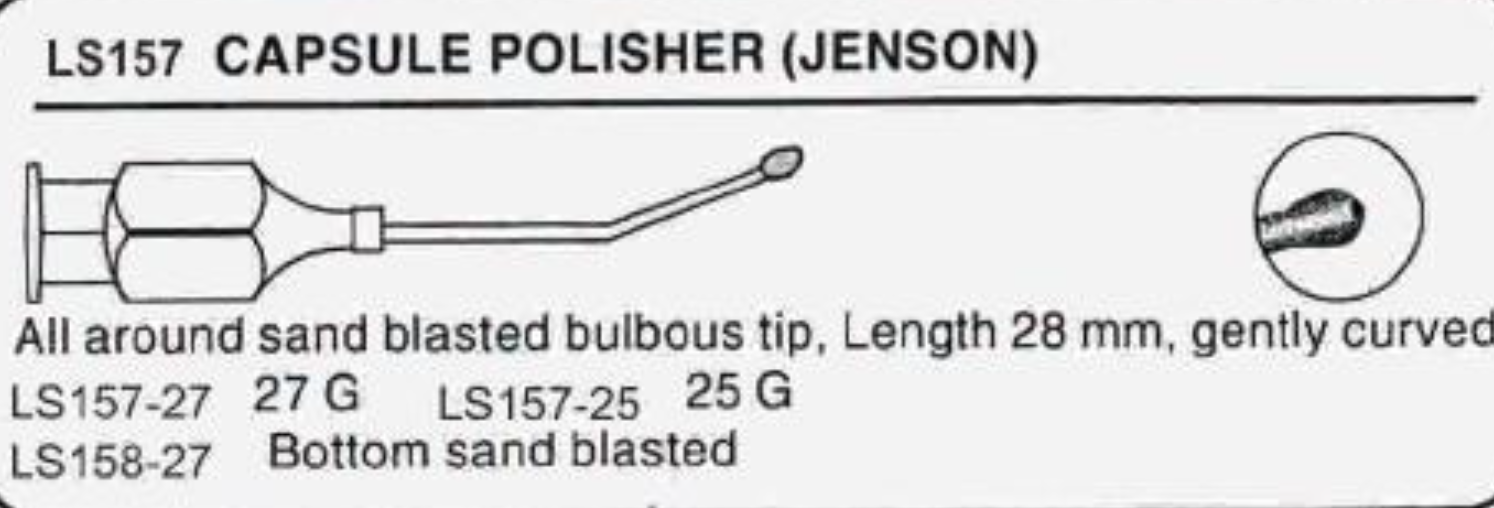 LS157 CAPSULE POLISHER (JENSON)
All around sand blasted bulbous tip, Length 28 mm, gently curved
LS157-27 27 G LS157-25 25 G
LS158-27 Bottom sand blasted